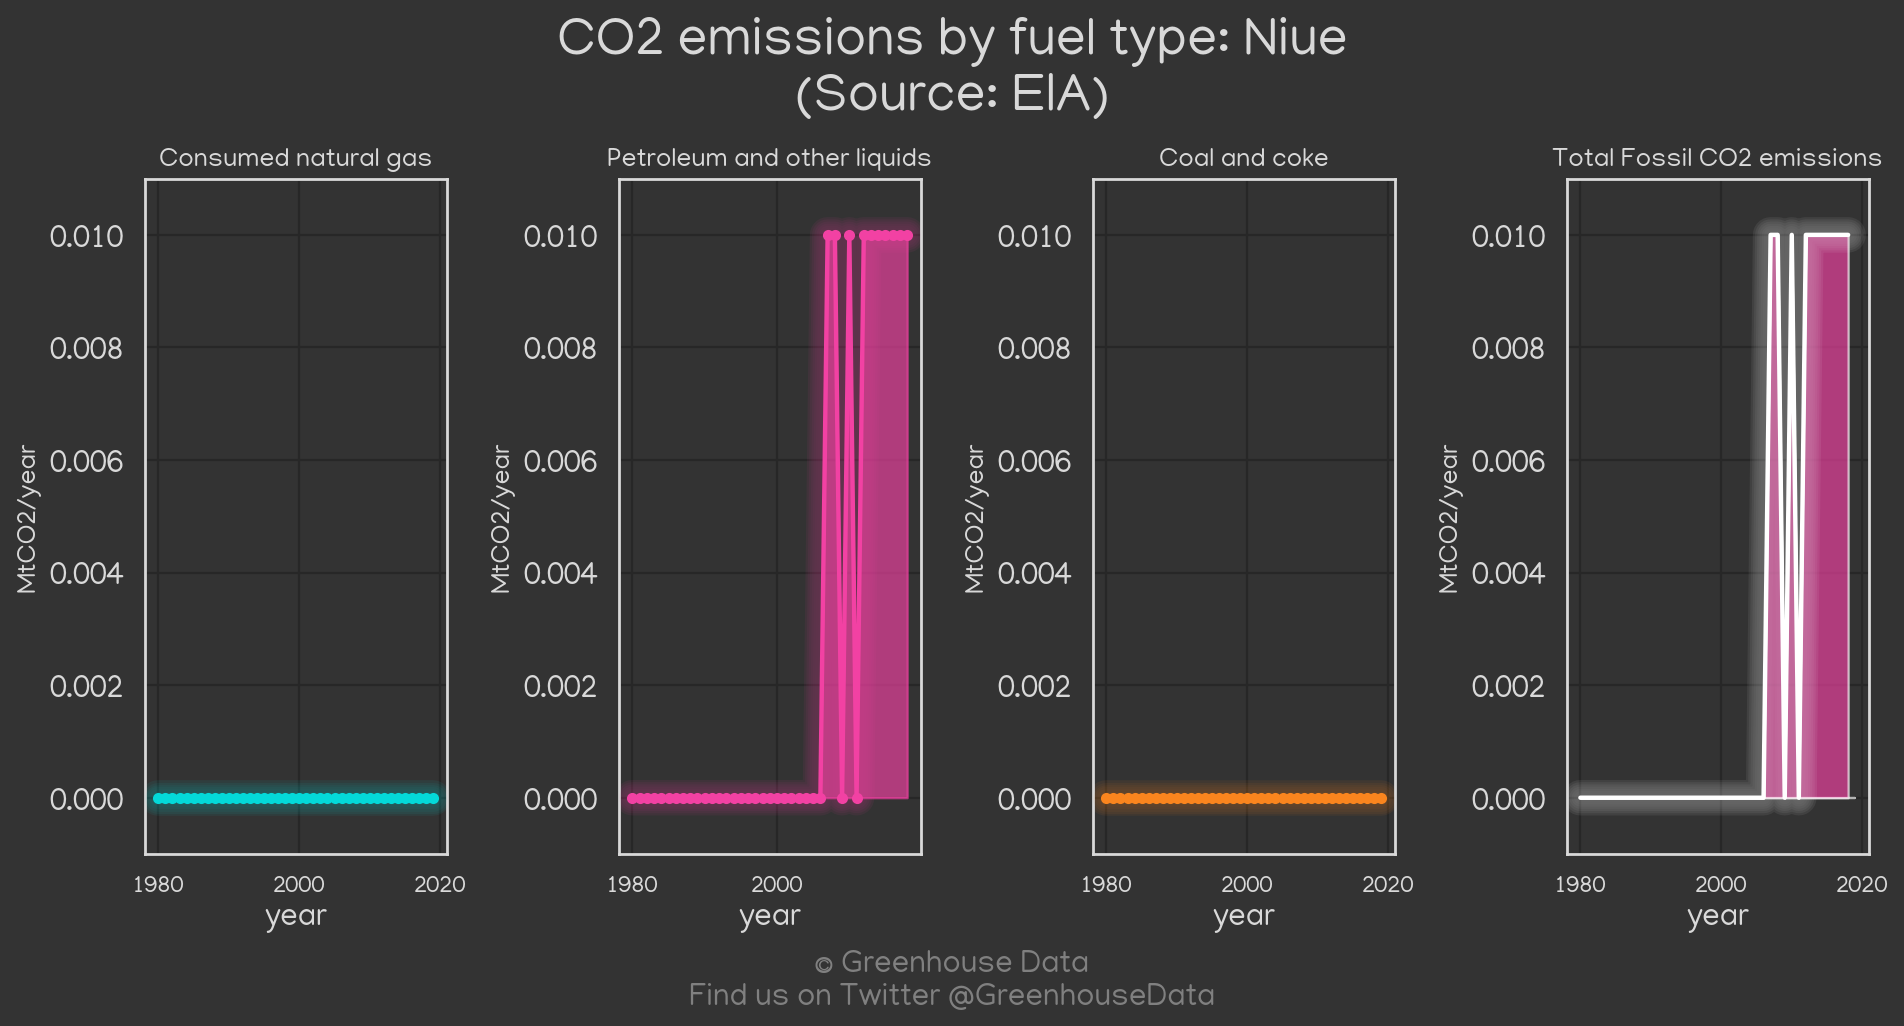 CO2 emissions by fuel type: Niue
(Source: EIA)
Consumed natural gas
0.010
0.008
0.006
0.004
0.002
0.000
MtCO2/year
1980 2000 2020
year
Petroleum and other liquids
0.010
0.008
0.006
0.004
0.002
0.000
MtCO2/year
1980 2000
year
Coal and coke
0.010
0.008
0.006
0.004
0.002
0.000
MtCO2/year
1980 2000 2020
year
Total Fossil CO2 emissions
0.010
0.008
0.006
0.004
0.002
0.000
MtCO2/year
1980 2000 2020
year
© Greenhouse Data
Find us on Twitter @GreenhouseData